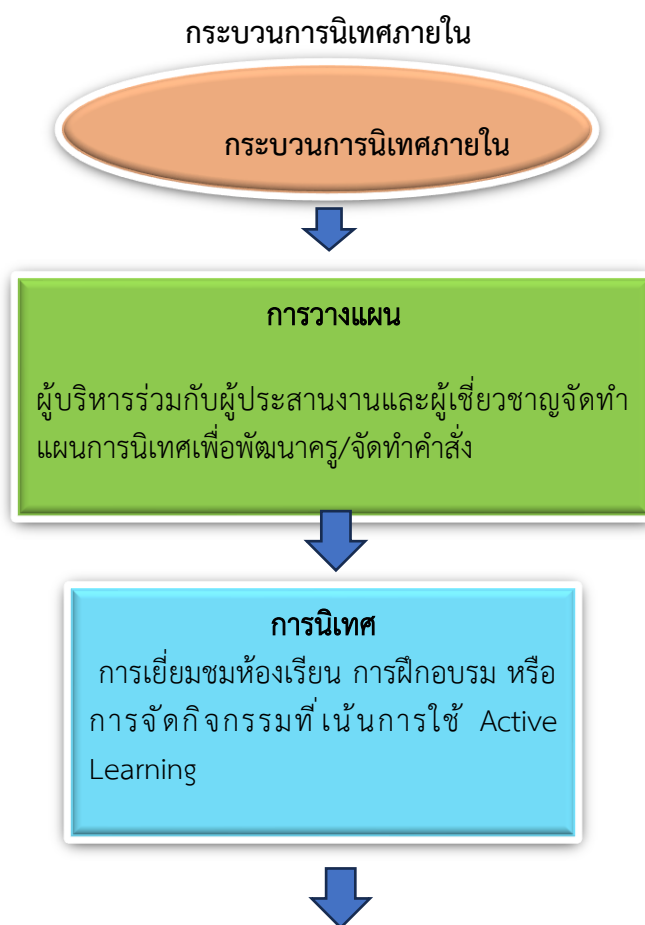 กระบวนการนิเทศภายใน
กระบวนการนิเทศภายใน
การวางแผน
ผู้บริหารร่วมกับผู้ประสานงานและผู้เชี่ยวชาญจัดทำ
แผนการนิเทศเพื่อพัฒนาครู/จัดทำคำสั่ง
การนิเทศ
การเยี่ยมชมห้องเรียน การฝึกอบรม หรือ
การจัดกิจกรรมที่เน้นการใช้ Active
Learning